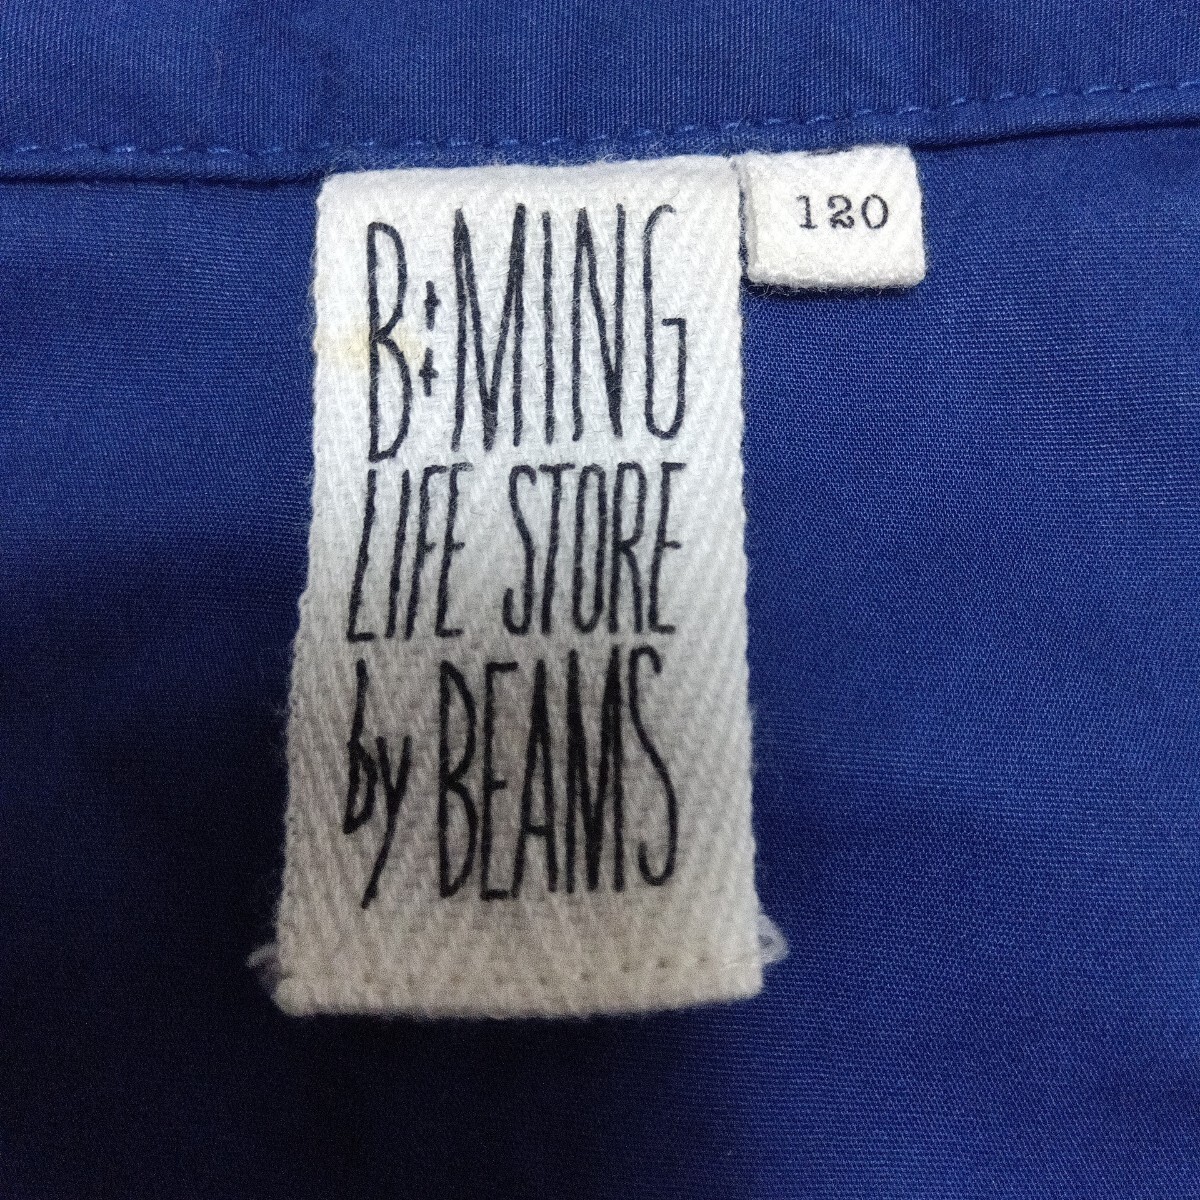 B:MING
LIFE STORE
by BEAMS
120